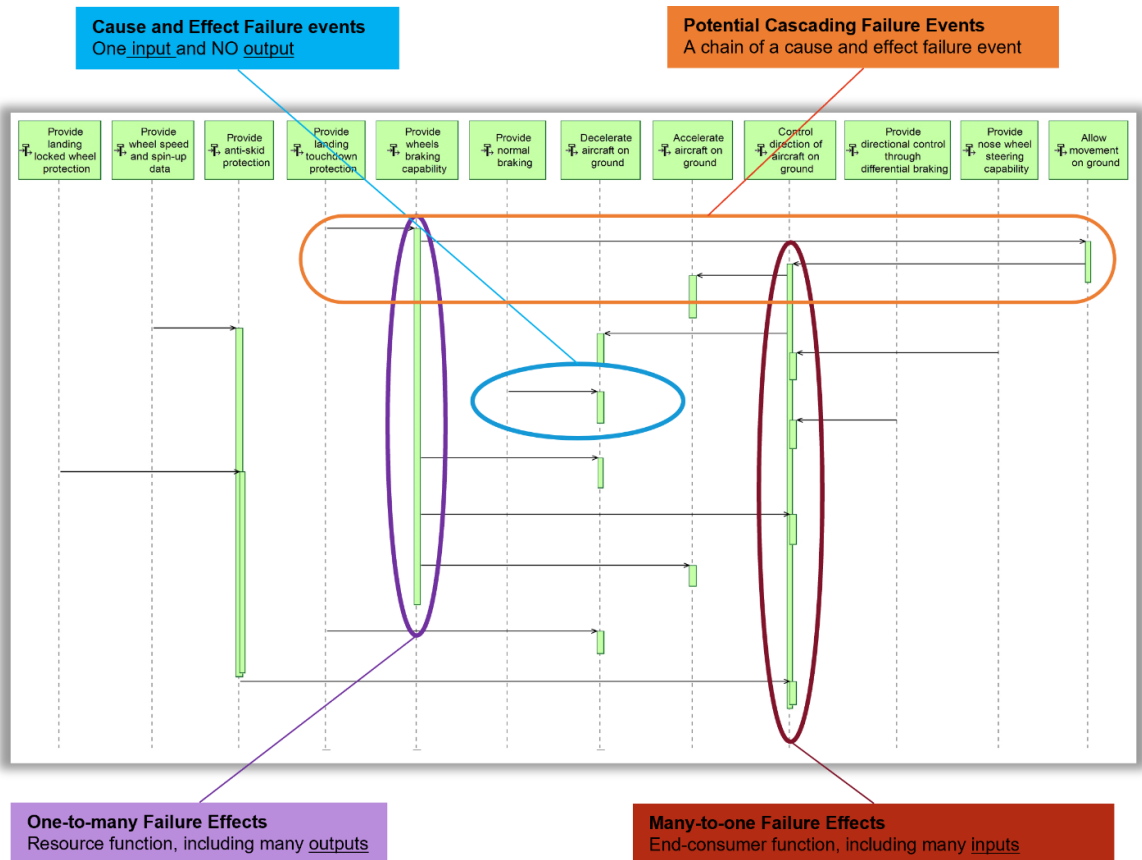 Cause and Effect Failure events
One input and NO output
Potential Cascading Failure Events
A chain of a cause and effect failure event
Provide
landing
locked wheel
protection
Provide
wheel speed
and spin-up
data
Provide
anti-skid
protection
Provide
landing
touchdown
protection
Provide
wheels
braking
capability
Provide
normal
braking
Decelerate
aircraft on
ground
Accelerate
aircraft on
ground
Control
direction of
aircraft on
ground
Provide
directional control
through
differential braking
Provide
nose wheel
steering
capability
Allow
movement
on ground
One-to-many Failure Effects
Resource function, including many outputs
Many-to-one Failure Effects
End-consumer function, including many inputs